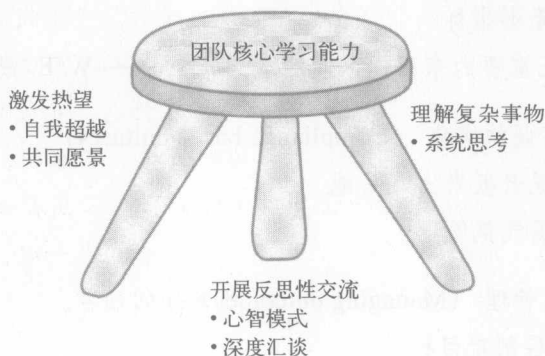 团队核心学习能力
激发热望
• 自我超越
• 共同愿景
理解复杂事物
• 系统思考
开展反思性交流
• 心智模式
• 深度汇谈